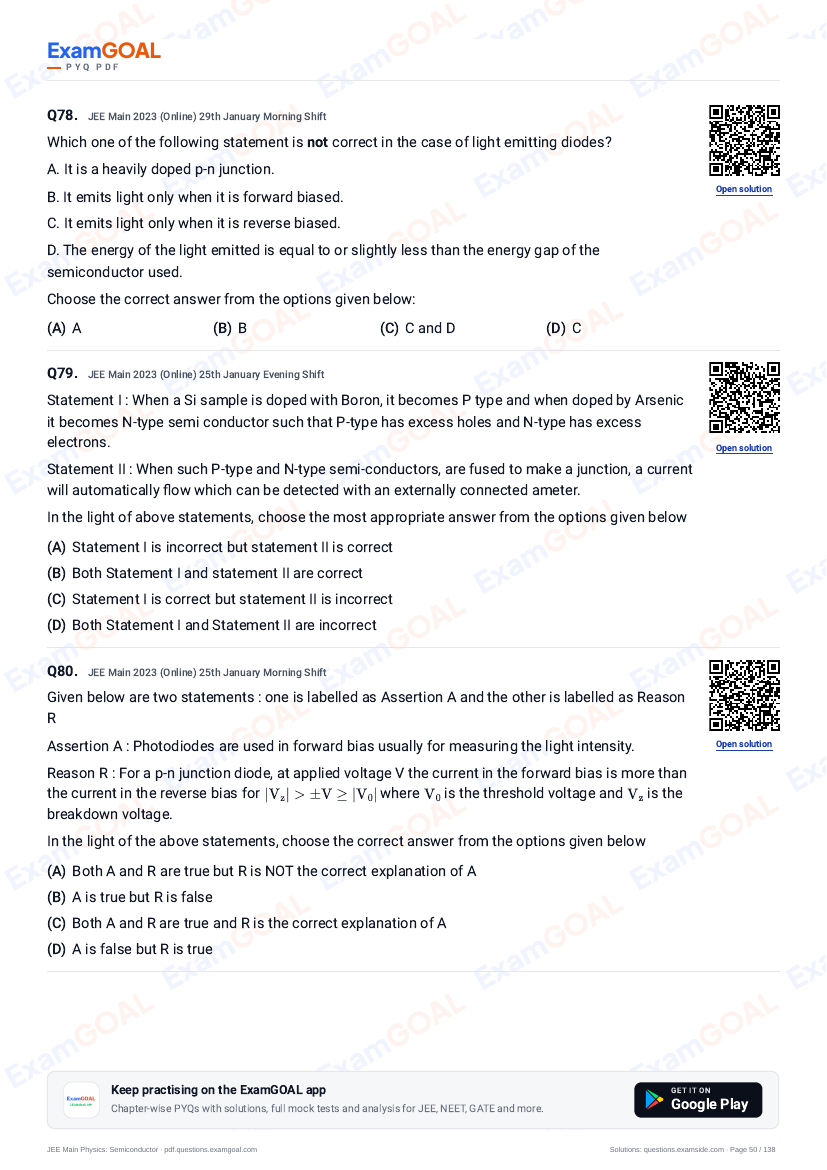 ExamGOAL
PYQ PDF
Q78. JEE Main 2023 (Online) 29th January Morning Shift
Which one of the following statement is not correct in the case of light emitting diodes?
A. It is a heavily doped p-n junction.
B. It emits light only when it is forward biased.
C. It emits light only when it is reverse biased.
D. The energy of the light emitted is equal to or slightly less than the energy gap of the
semiconductor used.
Choose the correct answer from the options given below:
(A) A (B) B (C) C and D (D) C
Open solution
Q79. JEE Main 2023 (Online) 25th January Evening Shift
Statement I : When a Si sample is doped with Boron, it becomes P type and when doped by Arsenic
it becomes N-type semi conductor such that P-type has excess holes and N-type has excess
electrons.
Statement II : When such P-type and N-type semi-conductors, are fused to make a junction, a current
will automatically flow which can be detected with an externally connected ameter.
In the light of above statements, choose the most appropriate answer from the options given below
(A) Statement I is incorrect but statement II is correct
(B) Both Statement I and statement II are correct
(C) Statement I is correct but statement II is incorrect
(D) Both Statement I and Statement II are incorrect
Open solution
Q80. JEE Main 2023 (Online) 25th January Morning Shift
Given below are two statements : one is labelled as Assertion A and the other is labelled as Reason
R
Assertion A : Photodiodes are used in forward bias usually for measuring the light intensity.
Reason R : For a p-n junction diode, at applied voltage V the current in the forward bias is more than
the current in the reverse bias for |V_z| > ±V ≥ |V_0| where V_0 is the threshold voltage and V_z is the
breakdown voltage.
In the light of the above statements, choose the correct answer from the options given below
(A) Both A and R are true but R is NOT the correct explanation of A
(B) A is true but R is false
(C) Both A and R are true and R is the correct explanation of A
(D) A is false but R is true
Open solution
Keep practising on the ExamGOAL app
Chapter-wise PYQs with solutions, full mock tests and analysis for JEE, NEET, GATE and more.
GET IT ON
Google Play
JEE Main Physics: Semiconductor · pdf.questions.examgoal.com
Solutions: questions.examside.com · Page 50 / 138